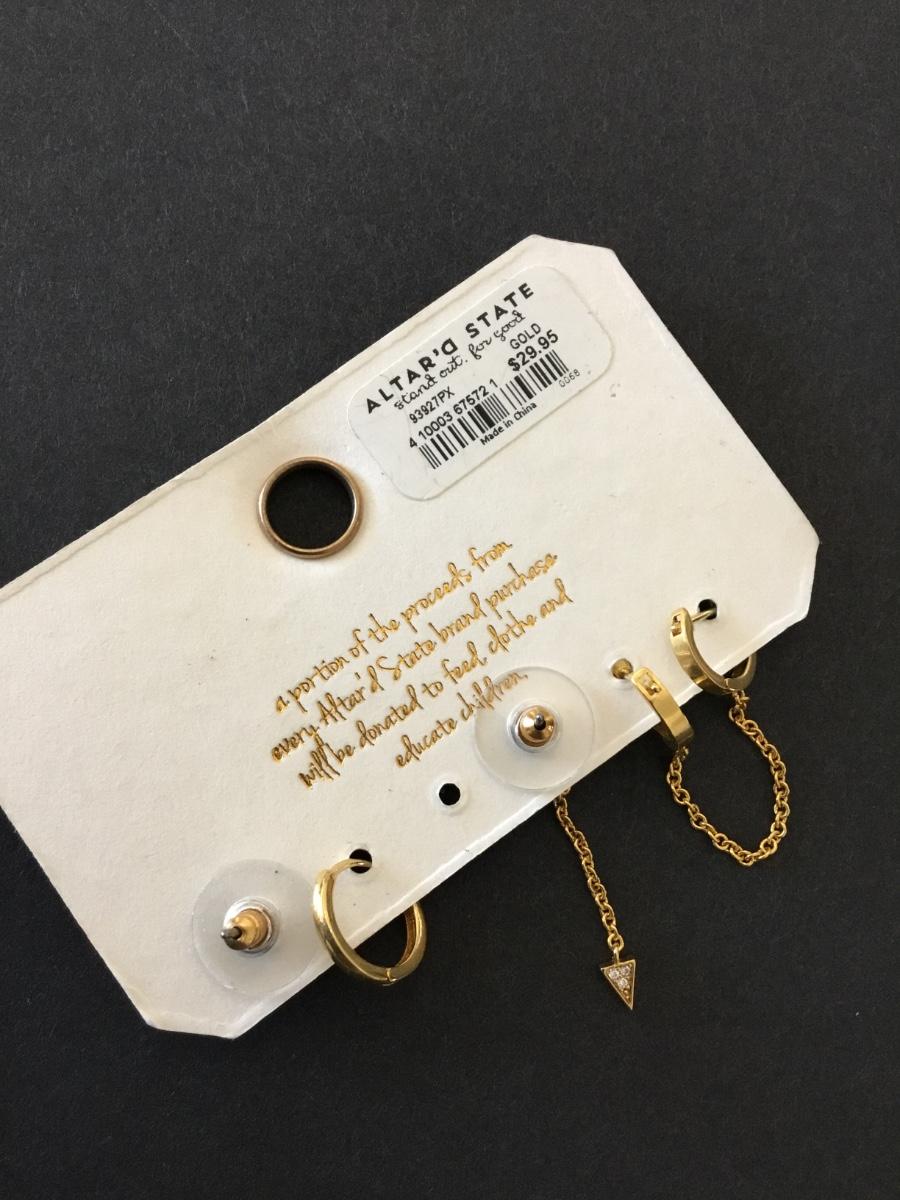 ALTAR'D STATE
stand out. for good
GOLD
93927PX $29.95
4 10003 67572 1
0068
Made in China
a portion of the proceeds from
every Altar'd State brand purchase
will be donated to feed, clothe and
educate children.